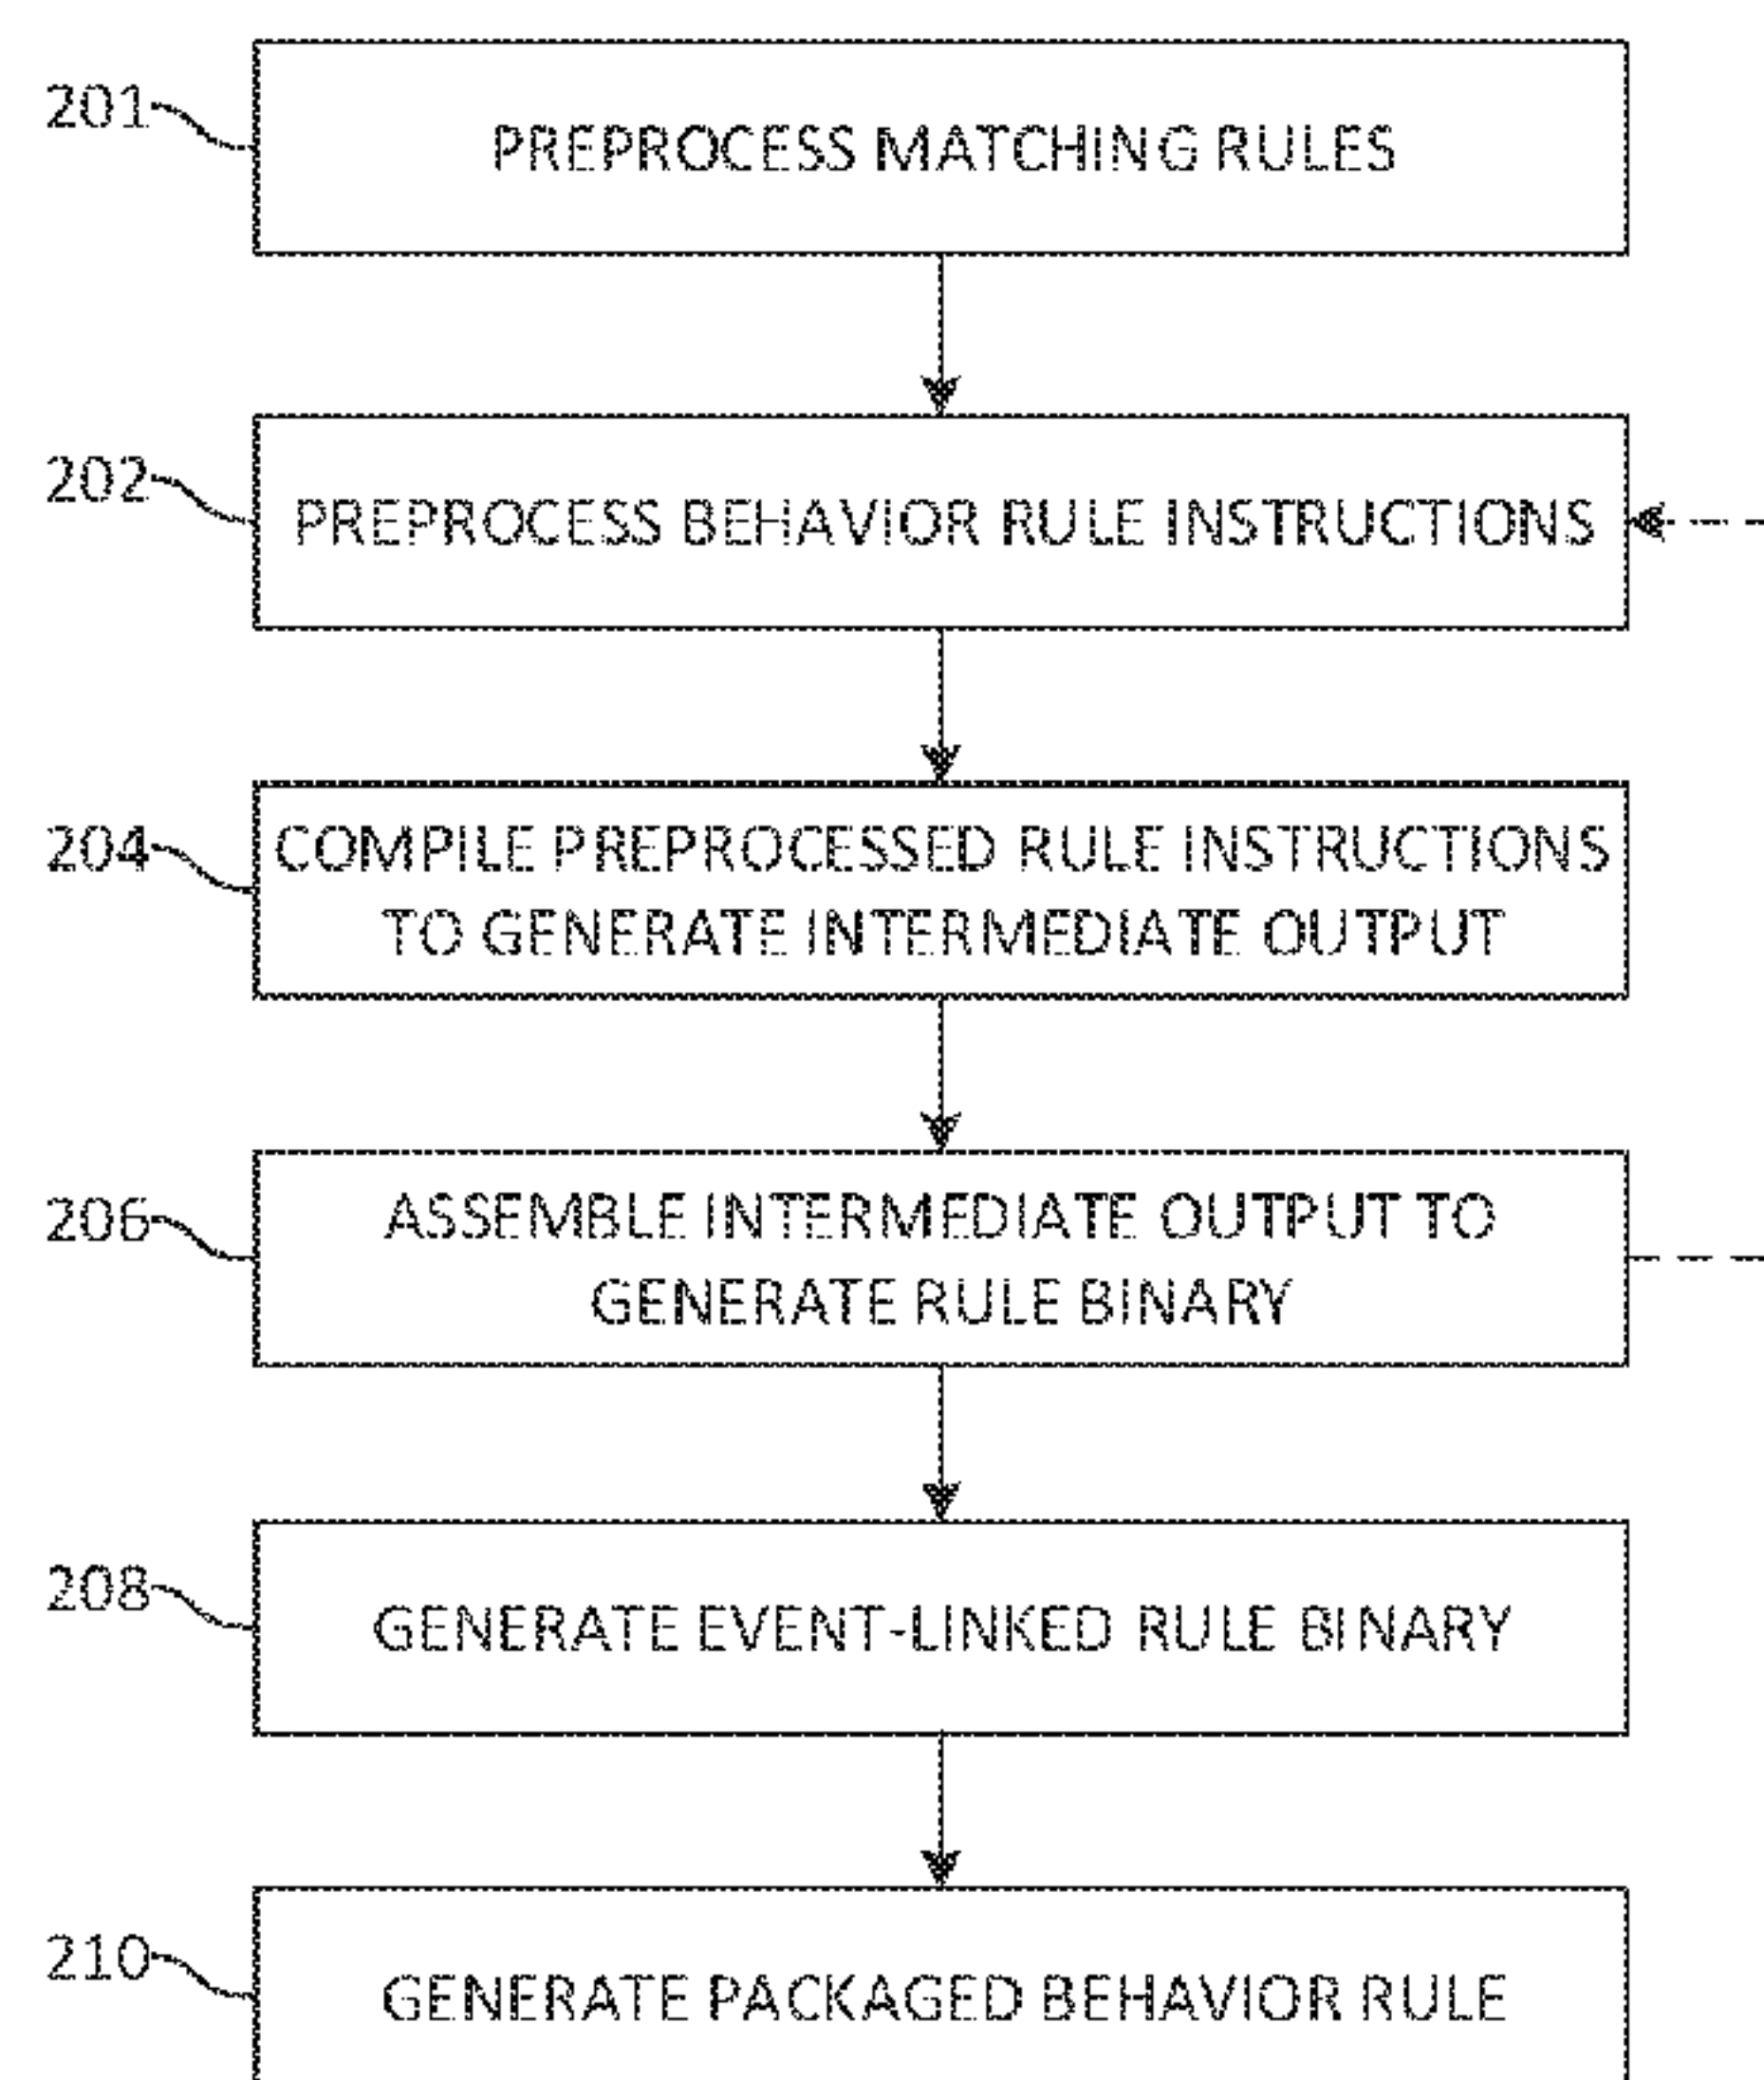 201
PREPROCESS MATCHING RULES
202
PREPROCESS BEHAVIOR RULE INSTRUCTIONS
204
COMPILE PREPROCESSED RULE INSTRUCTIONS
TO GENERATE INTERMEDIATE OUTPUT
206
ASSEMBLE INTERMEDIATE OUTPUT TO
GENERATE RULE BINARY
208
GENERATE EVENT-LINKED RULE BINARY
210
GENERATE PACKAGED BEHAVIOR RULE